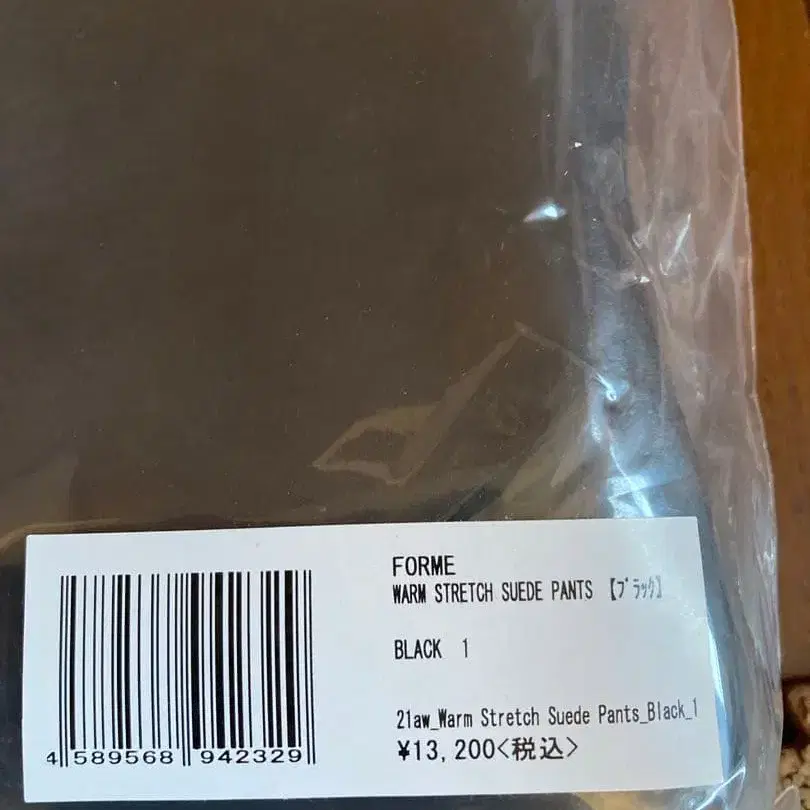 FORME
WARM STRETCH SUEDE PANTS 【ﾌﾞﾗｯｸ】
BLACK 1
21aw_Warm Stretch Suede Pants_Black_1
¥13,200<税込>
4 589568 942329